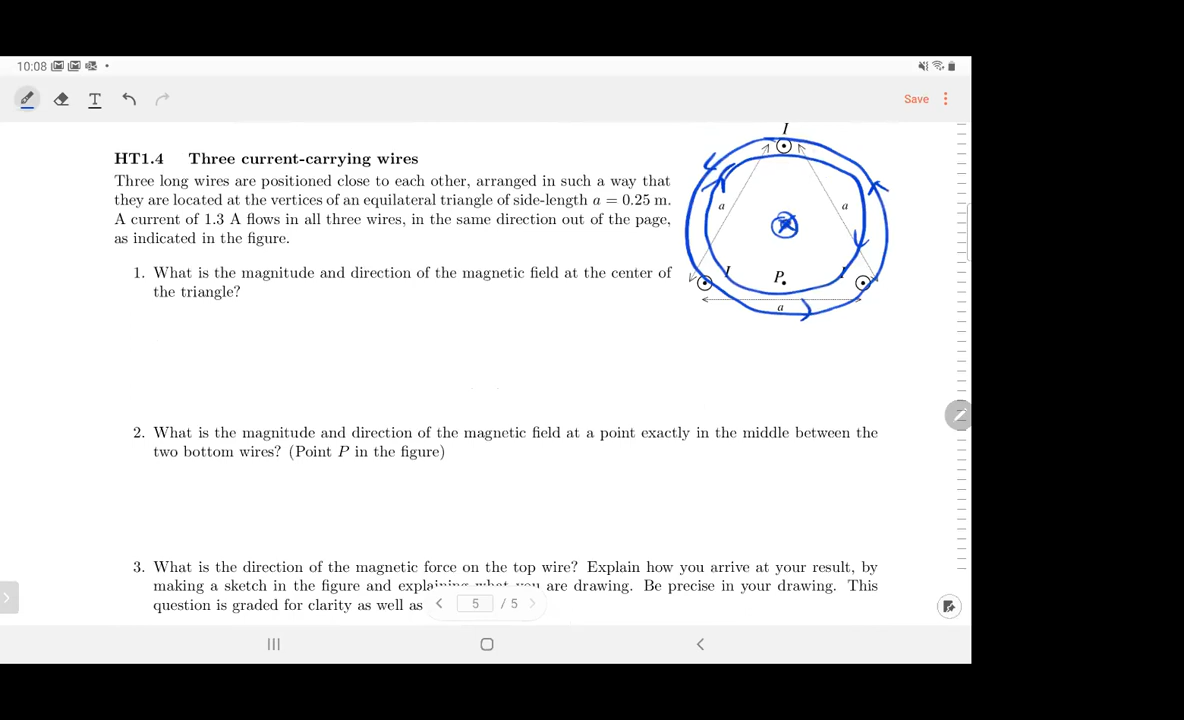 10:08
T
Save
HT1.4 Three current-carrying wires
Three long wires are positioned close to each other, arranged in such a way that
they are located at the vertices of an equilateral triangle of side-length a = 0.25 m.
A current of 1.3 A flows in all three wires, in the same direction out of the page,
as indicated in the figure.
I
a
a
I
P
a
1. What is the magnitude and direction of the magnetic field at the center of
the triangle?
2. What is the magnitude and direction of the magnetic field at a point exactly in the middle between the
two bottom wires? (Point P in the figure)
3. What is the direction of the magnetic force on the top wire? Explain how you arrive at your result, by
making a sketch in the figure and explaining what you are drawing. Be precise in your drawing. This
question is graded for clarity as well as
5 / 5